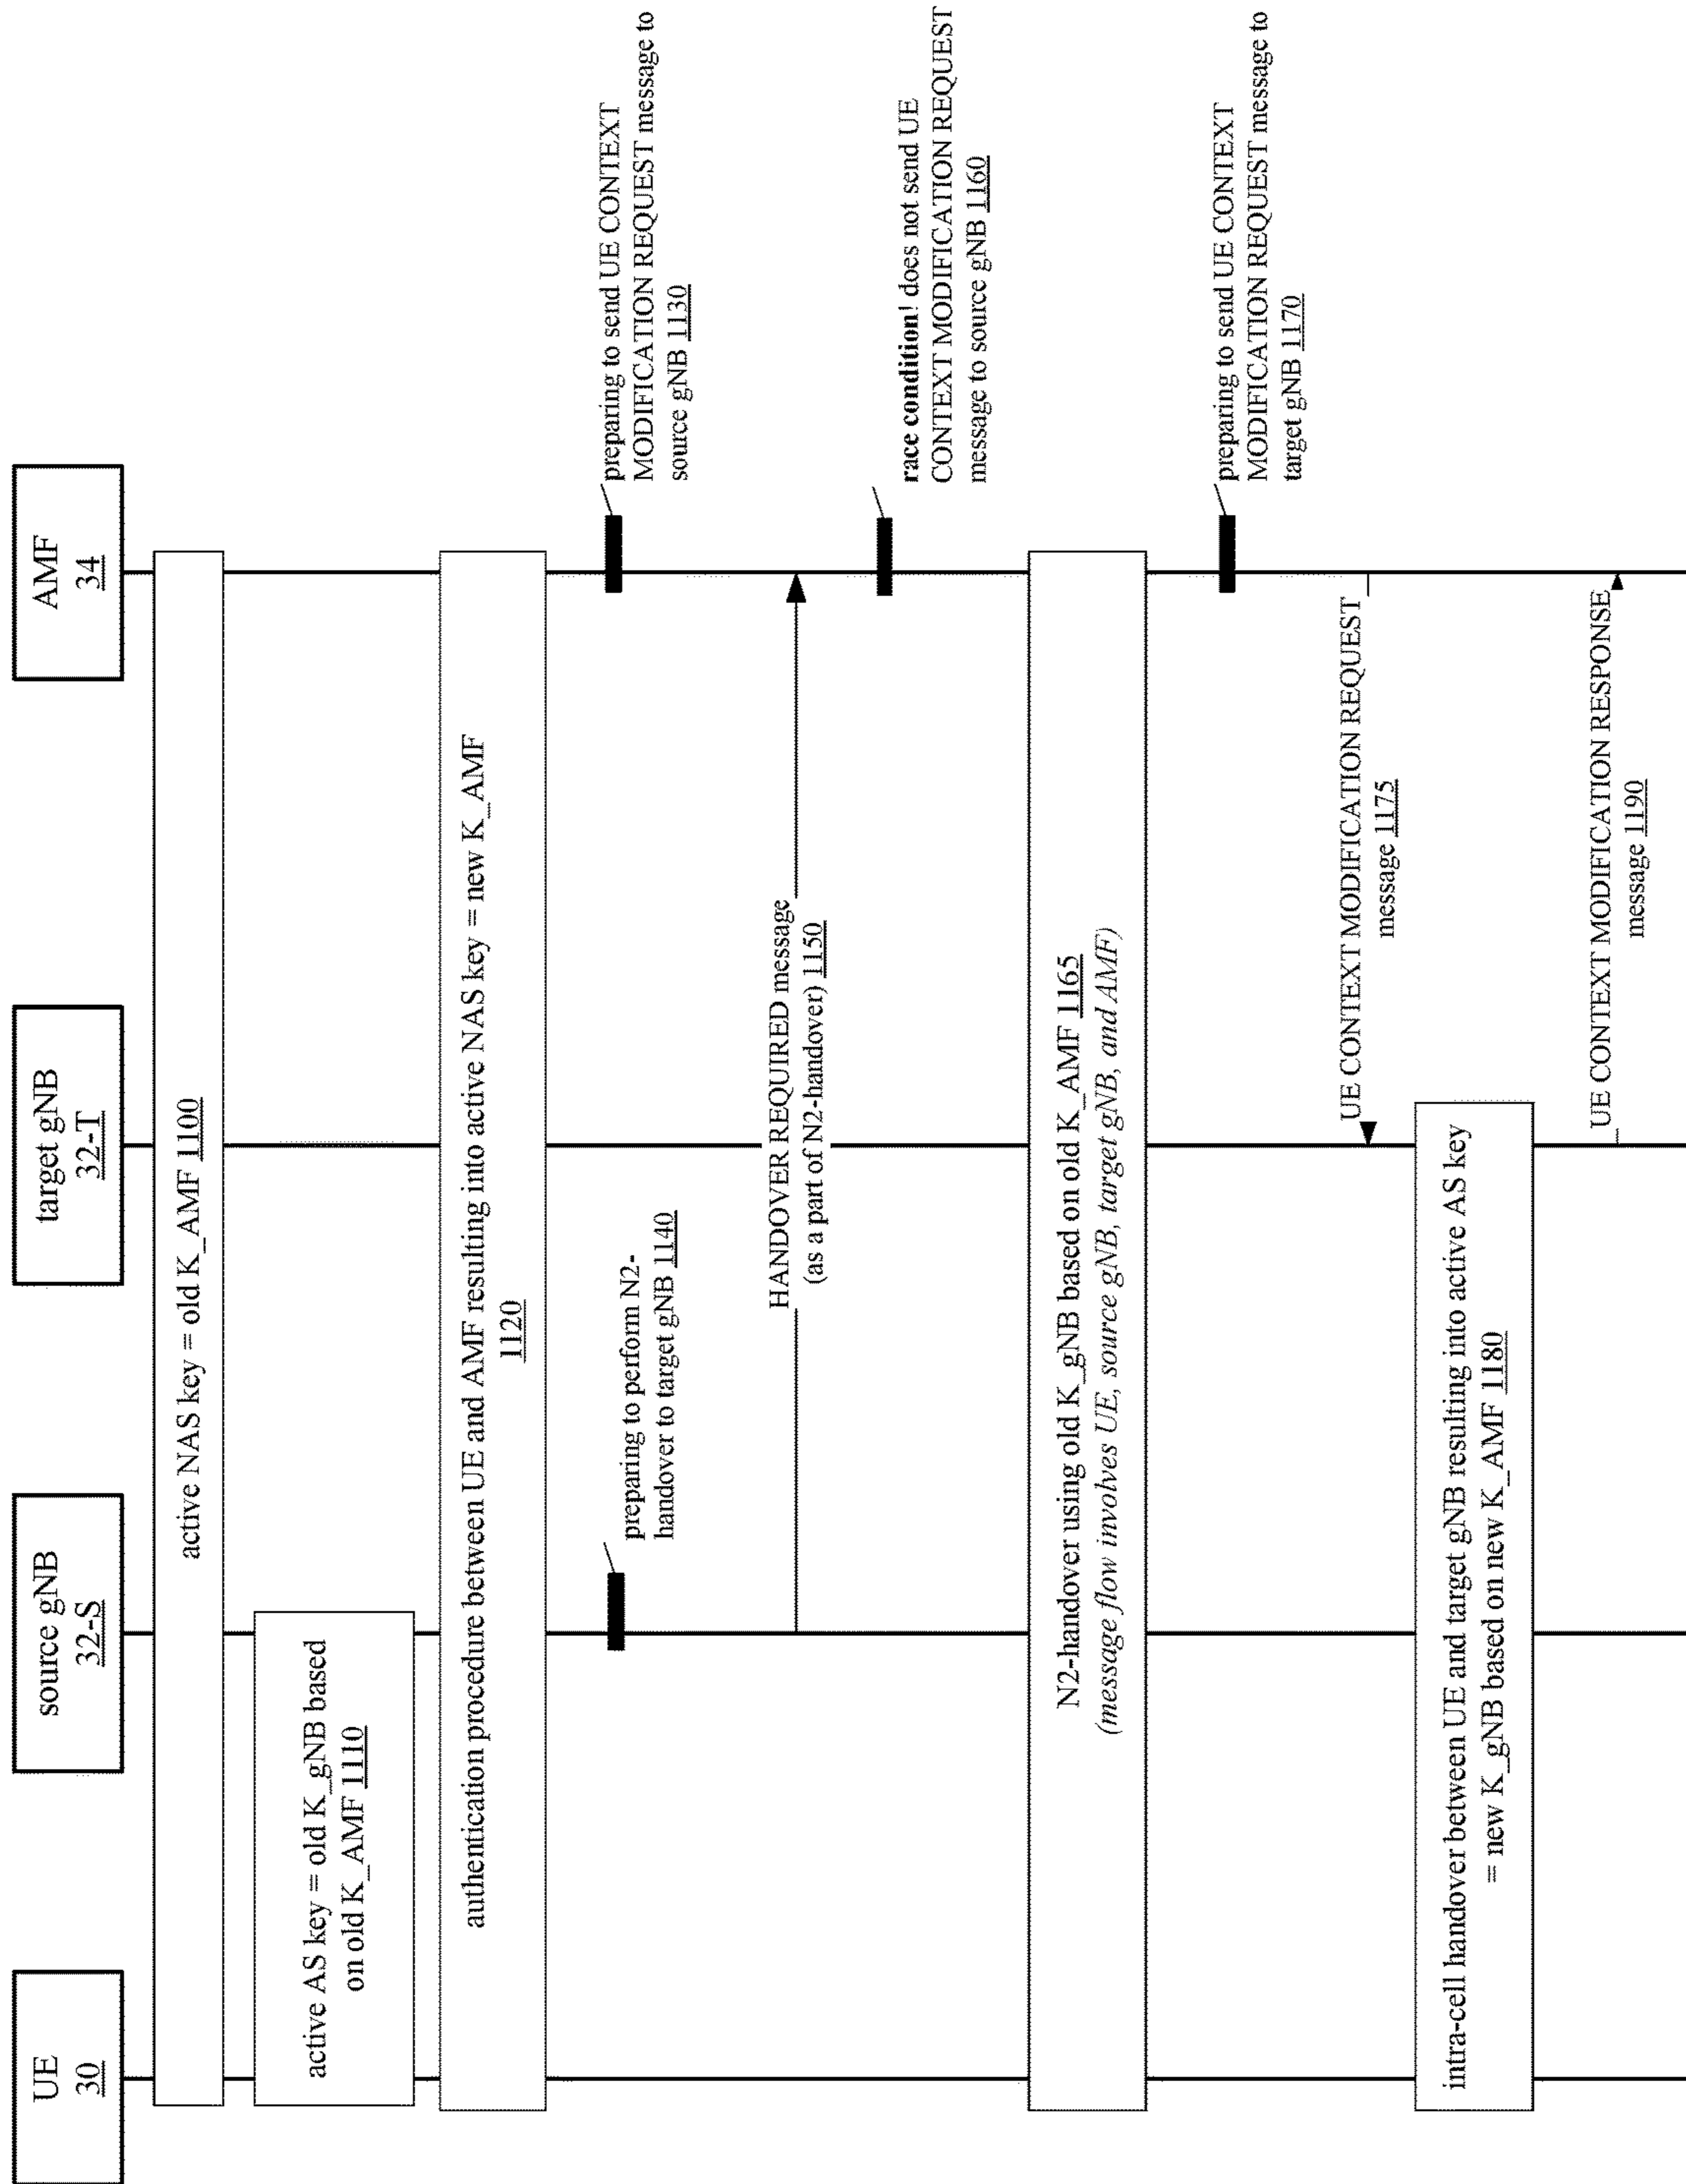 UE
30
source gNB
32-S
target gNB
32-T
AMF
34
active NAS key = old K_AMF 1100
active AS key = old K_gNB based
on old K_AMF 1110
authentication procedure between UE and AMF resulting into active NAS key = new K_AMF
1120
preparing to send UE CONTEXT
MODIFICATION REQUEST message to
source gNB 1130
preparing to perform N2-
handover to target gNB 1140
HANDOVER REQUIRED message
(as a part of N2-handover) 1150
race condition! does not send UE
CONTEXT MODIFICATION REQUEST
message to source gNB 1160
N2-handover using old K_gNB based on old K_AMF 1165
(message flow involves UE, source gNB, target gNB, and AMF)
preparing to send UE CONTEXT
MODIFICATION REQUEST message to
target gNB 1170
UE CONTEXT MODIFICATION REQUEST
message 1175
intra-cell handover between UE and target gNB resulting into active AS key
= new K_gNB based on new K_AMF 1180
UE CONTEXT MODIFICATION RESPONSE
message 1190